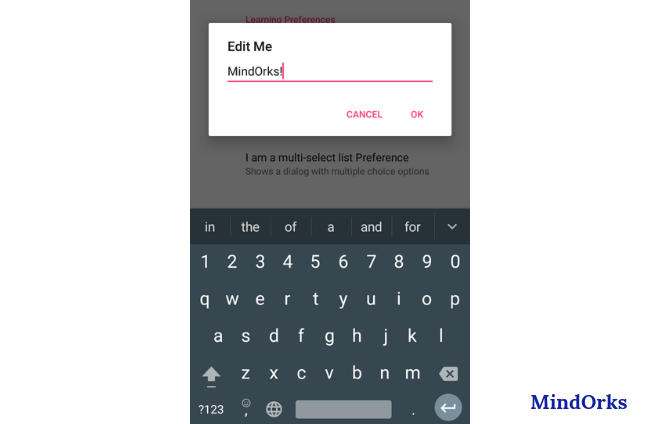 Learning Preferences
Edit Me
MindOrks!
CANCEL OK
I am a multi-select list Preference
Shows a dialog with multiple choice options
in the of a and for
1 2 3 4 5 6 7 8 9 0
q w e r t y u i o p
a s d f g h j k l
z x c v b n m
?123 , .
MindOrks